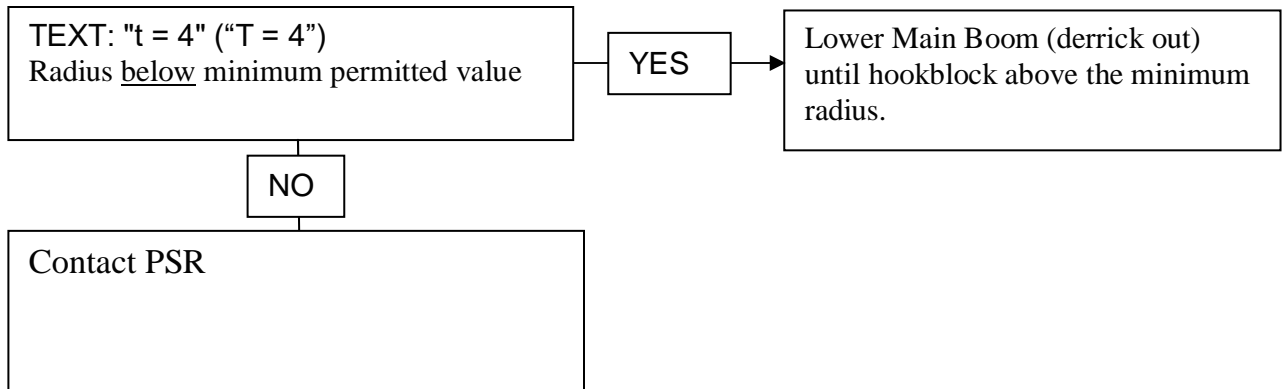 TEXT: "t = 4" (“T = 4”)
Radius below minimum permitted value
YES
Lower Main Boom (derrick out)
until hookblock above the minimum
radius.
NO
Contact PSR